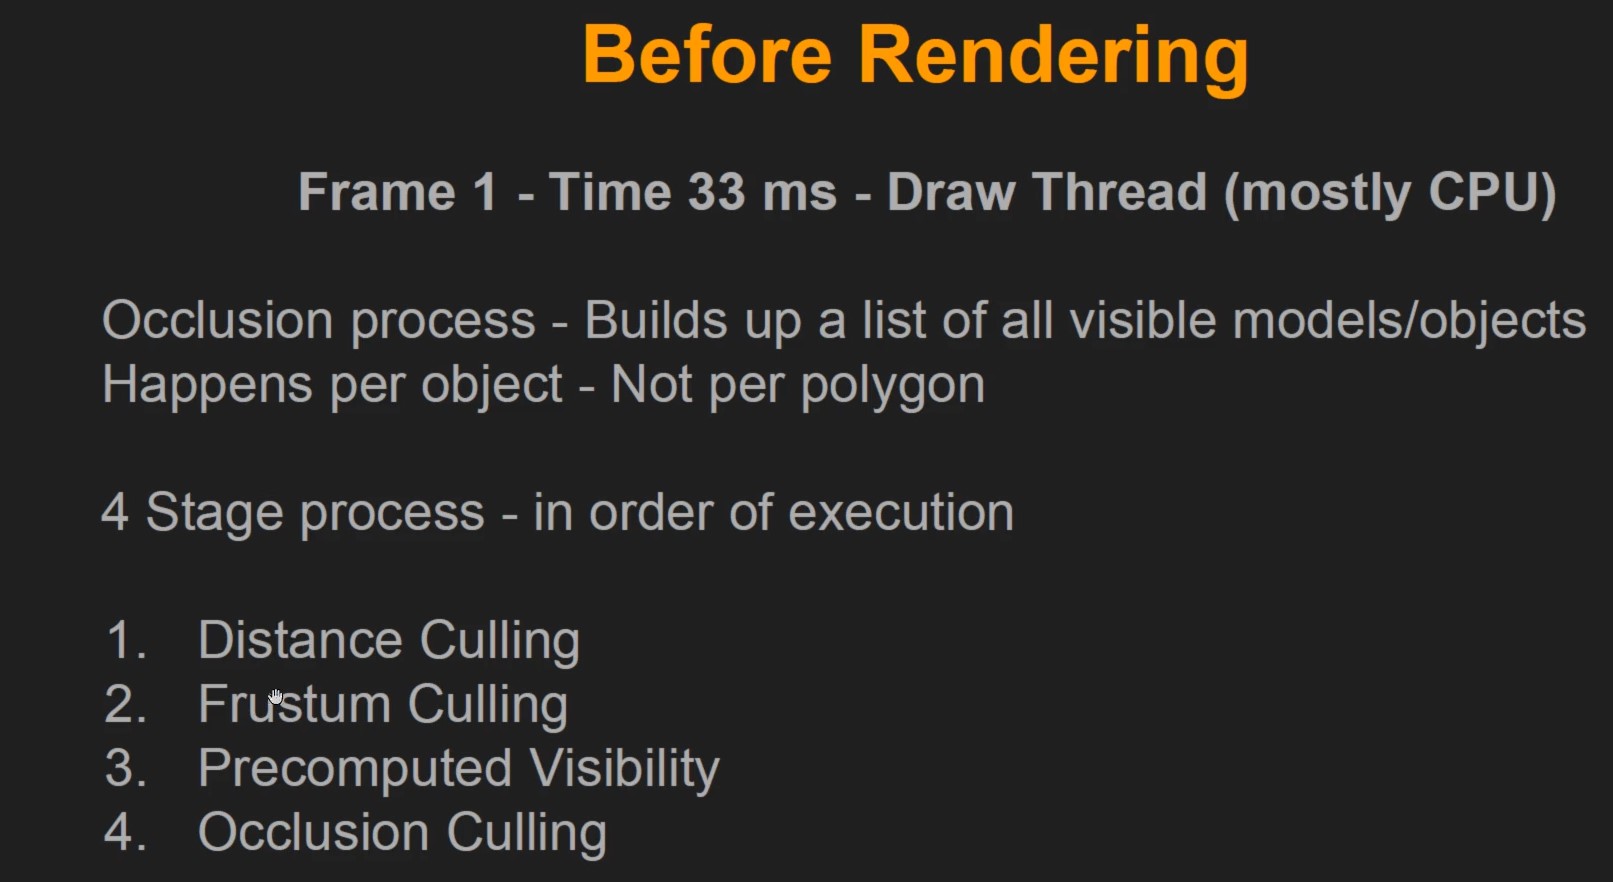 Before Rendering
Frame 1 - Time 33 ms - Draw Thread (mostly CPU)
Occlusion process - Builds up a list of all visible models/objects
Happens per object - Not per polygon
4 Stage process - in order of execution
1. Distance Culling
2. Frustum Culling
3. Precomputed Visibility
4. Occlusion Culling